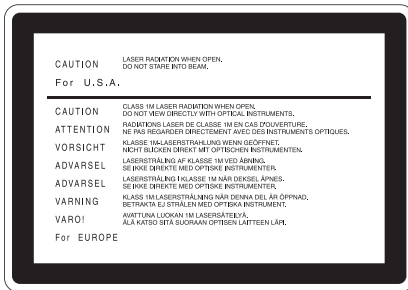 CAUTION LASER RADIATION WHEN OPEN.
DO NOT STARE INTO BEAM.
For U.S.A.
CAUTION CLASS 1M LASER RADIATION WHEN OPEN.
DO NOT VIEW DIRECTLY WITH OPTICAL INSTRUMENTS.
ATTENTION RADIATIONS LASER DE CLASSE 1M EN CAS D'OUVERTURE.
NE PAS REGARDER DIRECTEMENT AVEC DES INSTRUMENTS OPTIQUES.
VORSICHT KLASSE 1M-LASERSTRAHLUNG WENN GEÖFFNET.
NICHT BLICKEN DIREKT MIT OPTISCHEN INSTRUMENTEN.
ADVARSEL LASERSTRÅLING AF KLASSE 1M VED ÅBNING.
SE IKKE DIREKTE MED OPTISKE INSTRUMENTER.
ADVARSEL LASERSTRÅLING I KLASSE 1M NÅR DEKSEL ÅPNES.
SE IKKE DIREKTE MED OPTISKE INSTRUMENTER.
VARNING KLASS 1M-LASERSTRÅLNING NÄR DENNA DEL ÄR ÖPPNAD.
BETRAKTA EJ STRÅLEN MED OPTISKA INSTRUMENT.
VARO! AVATTUNA LUOKAN 1M LASERSÄTEILYÄ.
ÄLÄ KATSO SITÄ SUORAAN OPTISEN LAITTEEN LÄPI.
For EUROPE